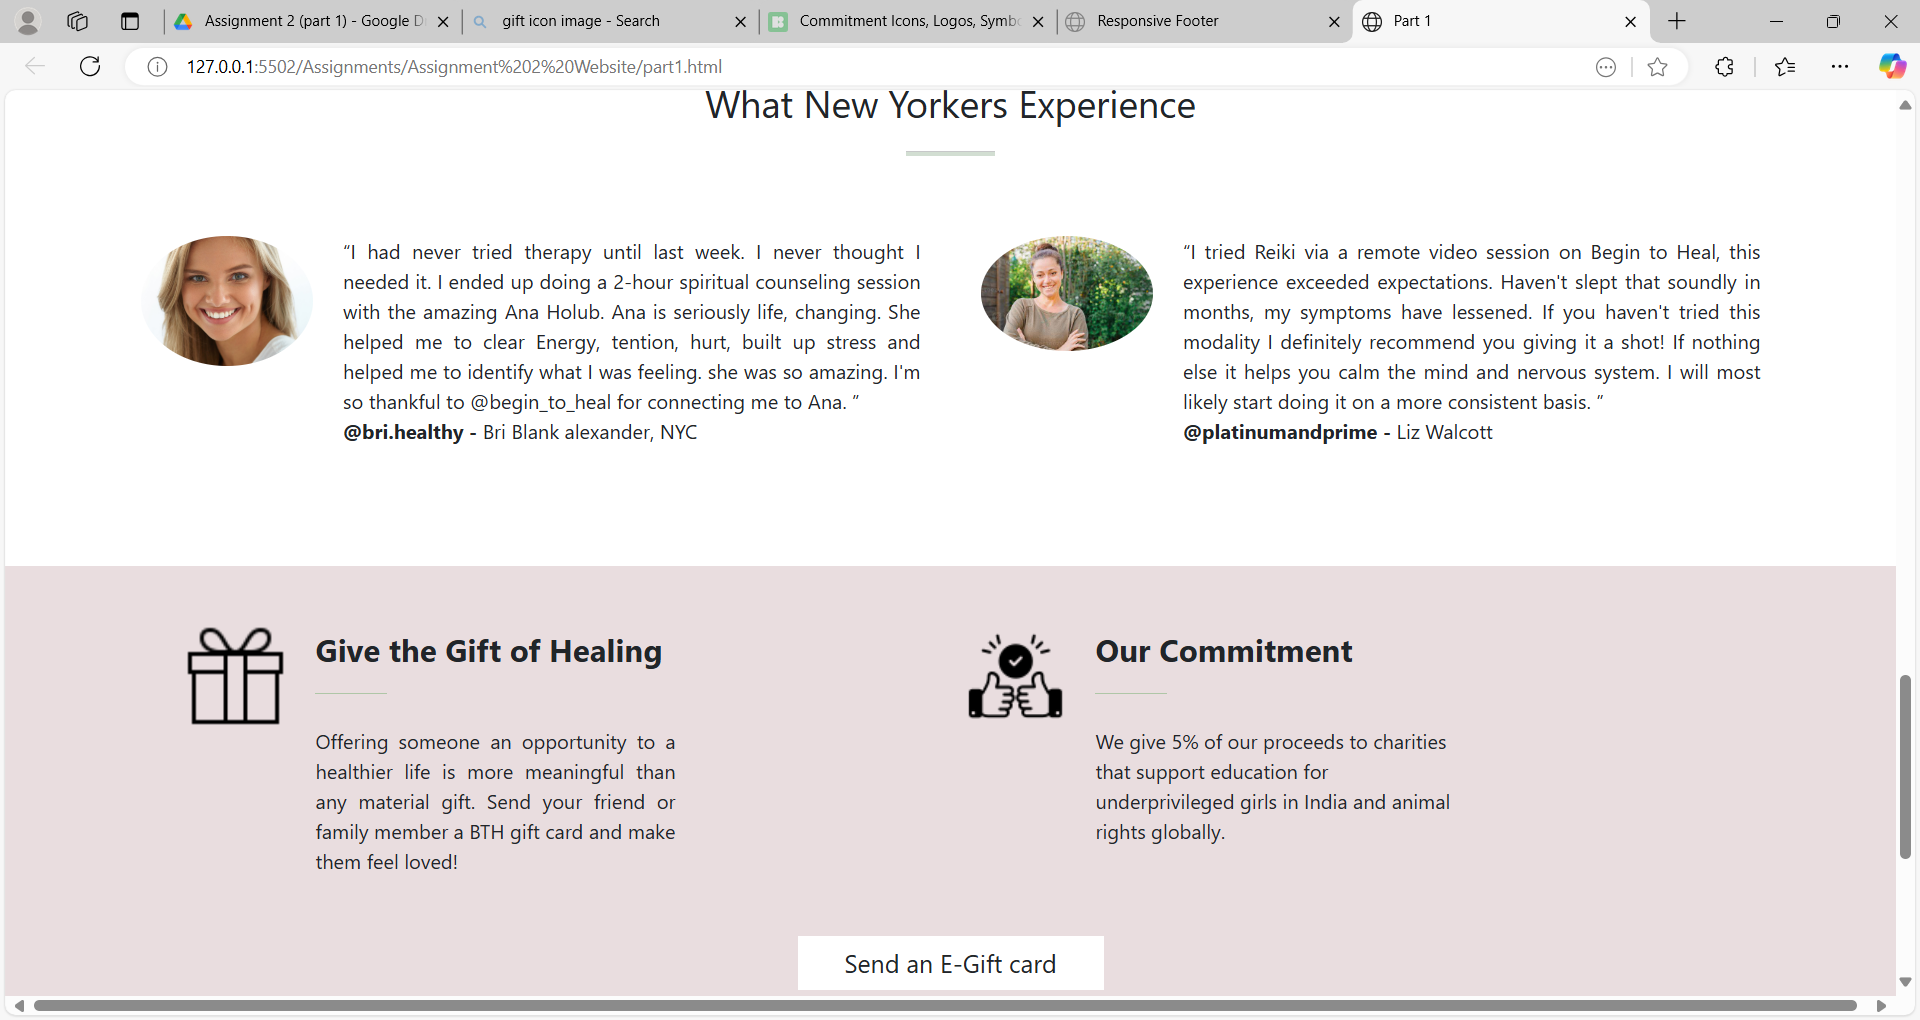 Assignment 2 (part 1) - Google D
gift icon image - Search
Commitment Icons, Logos, Symbo
Responsive Footer
Part 1
127.0.0.1:5502/Assignments/Assignment%202%20Website/part1.html
What New Yorkers Experience
“I had never tried therapy until last week. I never thought I
needed it. I ended up doing a 2-hour spiritual counseling session
with the amazing Ana Holub. Ana is seriously life, changing. She
helped me to clear Energy, tention, hurt, built up stress and
helped me to identify what I was feeling. she was so amazing. I'm
so thankful to @begin_to_heal for connecting me to Ana. “
@bri.healthy - Bri Blank alexander, NYC
“I tried Reiki via a remote video session on Begin to Heal, this
experience exceeded expectations. Haven't slept that soundly in
months, my symptoms have lessened. If you haven't tried this
modality I definitely recommend you giving it a shot! If nothing
else it helps you calm the mind and nervous system. I will most
likely start doing it on a more consistent basis. “
@platinumandprime - Liz Walcott
Give the Gift of Healing
Offering someone an opportunity to a
healthier life is more meaningful than
any material gift. Send your friend or
family member a BTH gift card and make
them feel loved!
Our Commitment
We give 5% of our proceeds to charities
that support education for
underprivileged girls in India and animal
rights globally.
Send an E-Gift card